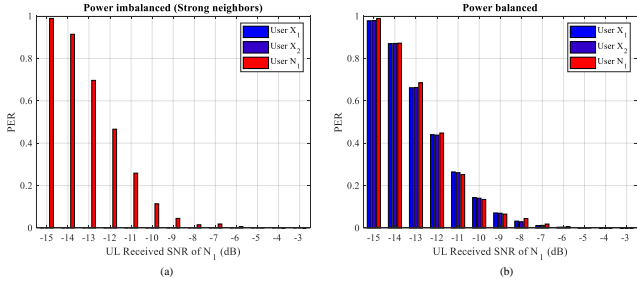 Power imbalanced (Strong neighbors)
1
0.8
0.6
0.4
0.2
0
PER
User X1
User X2
User N1
-15 -14 -13 -12 -11 -10 -9 -8 -7 -6 -5 -4 -3
UL Received SNR of N1 (dB)
(a)
Power balanced
1
0.8
0.6
0.4
0.2
0
PER
User X1
User X2
User N1
-15 -14 -13 -12 -11 -10 -9 -8 -7 -6 -5 -4 -3
UL Received SNR of N1 (dB)
(b)